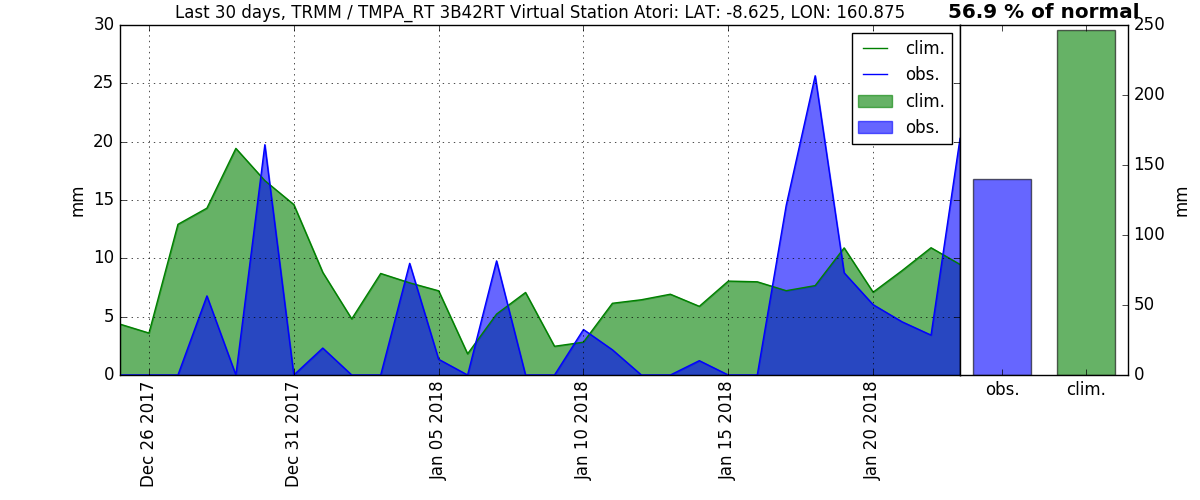 Last 30 days, TRMM / TMPA_RT 3B42RT Virtual Station Atori: LAT: -8.625, LON: 160.875
56.9 % of normal
30
25
20
15
10
5
0
mm
clim.
obs.
clim.
obs.
250
200
150
100
50
0
mm
obs.
clim.
Dec 26 2017
Dec 31 2017
Jan 05 2018
Jan 10 2018
Jan 15 2018
Jan 20 2018